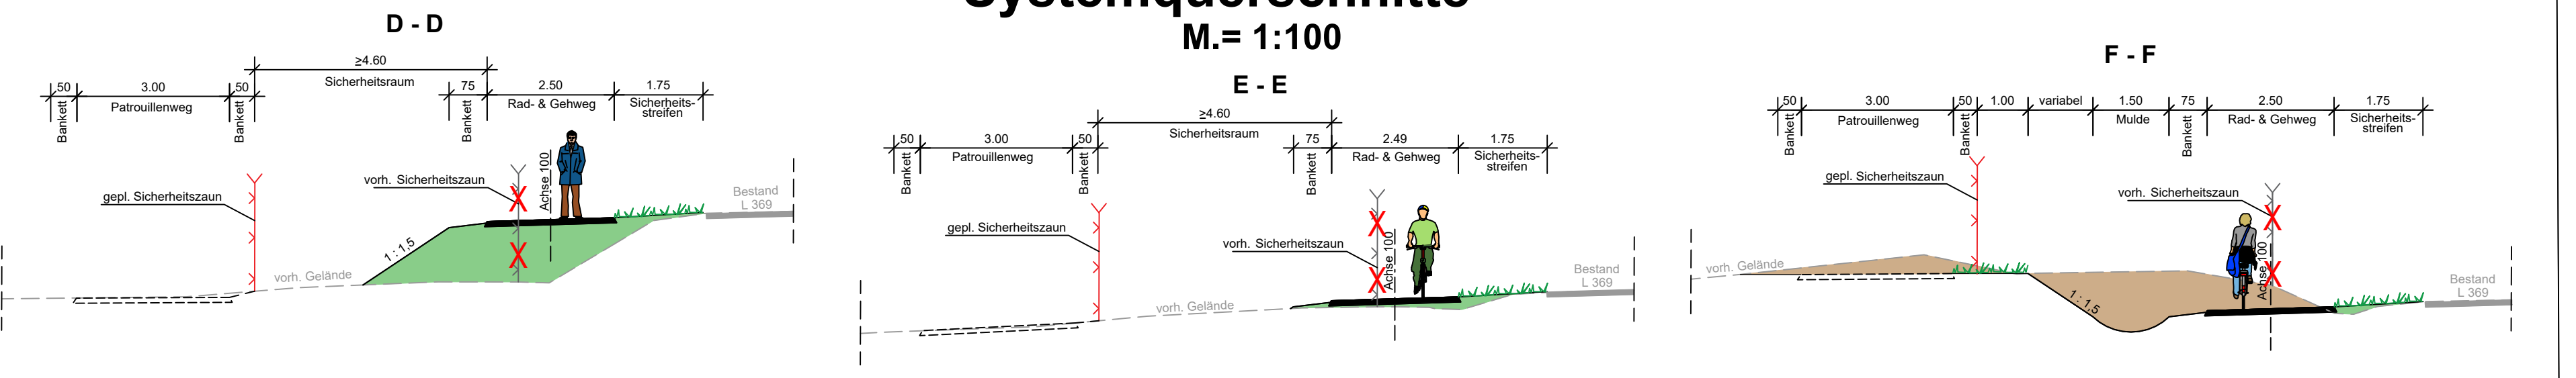 Systemquerschnitte
M.= 1:100
D - D
≥4.60
Sicherheitsraum
50
3.00
50
75
2.50
1.75
Bankett
Patrouillenweg
Bankett
Bankett
Rad- & Gehweg
Sicherheits-
streifen
gepl. Sicherheitszaun
vorh. Sicherheitszaun
Achse 100
Bestand
L 369
1 : 1,5
vorh. Gelände
E - E
≥4.60
Sicherheitsraum
50
3.00
50
75
2.49
1.75
Bankett
Patrouillenweg
Bankett
Bankett
Rad- & Gehweg
Sicherheits-
streifen
gepl. Sicherheitszaun
vorh. Sicherheitszaun
Achse 100
Bestand
L 369
vorh. Gelände
F - F
50
3.00
50
1.00
variabel
1.50
75
2.50
1.75
Bankett
Patrouillenweg
Bankett
Mulde
Bankett
Rad- & Gehweg
Sicherheits-
streifen
gepl. Sicherheitszaun
vorh. Sicherheitszaun
Achse 100
vorh. Gelände
1 : 1,5
Bestand
L 369